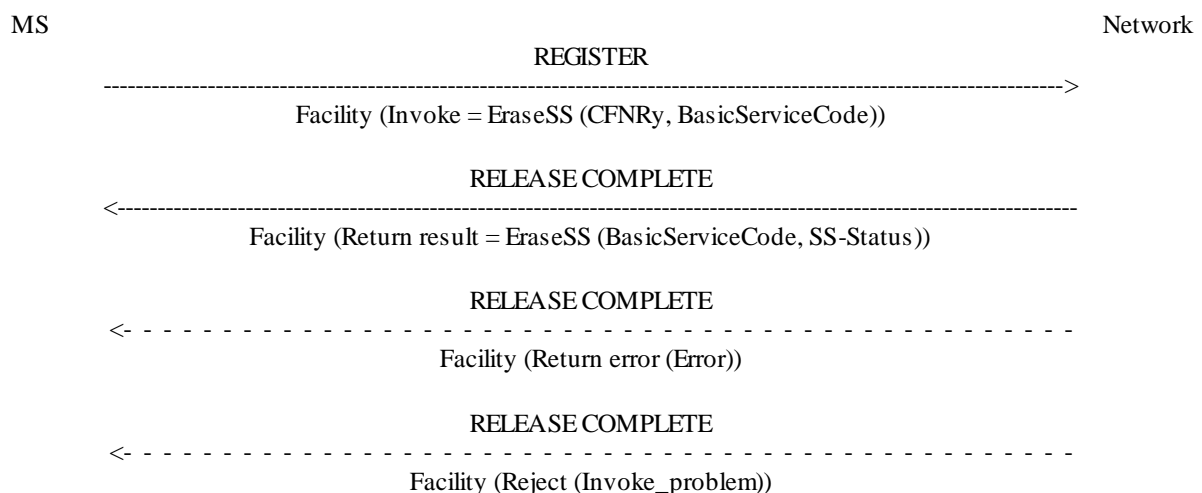 MS Network
REGISTER
Facility (Invoke = EraseSS (CFNRy, BasicServiceCode))
RELEASE COMPLETE
Facility (Return result = EraseSS (BasicServiceCode, SS-Status))
RELEASE COMPLETE
Facility (Return error (Error))
RELEASE COMPLETE
Facility (Reject (Invoke_problem))